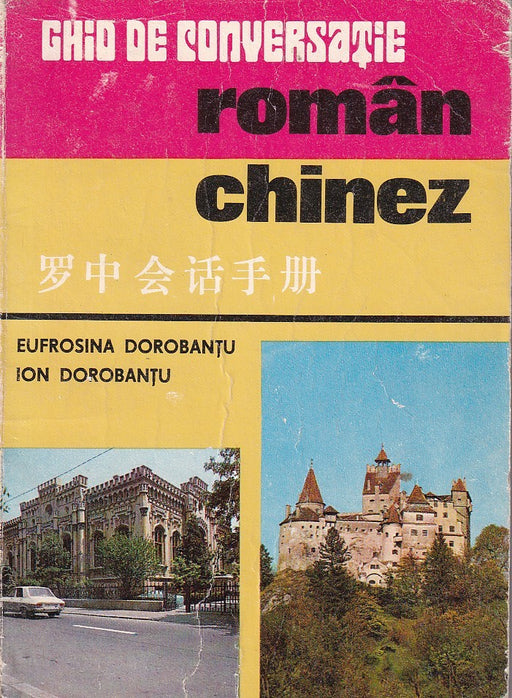 GHID DE CONVERSAȚIE
român
chinez
罗中会话手册
EUFROSINA DOROBANȚU
ION DOROBANȚU